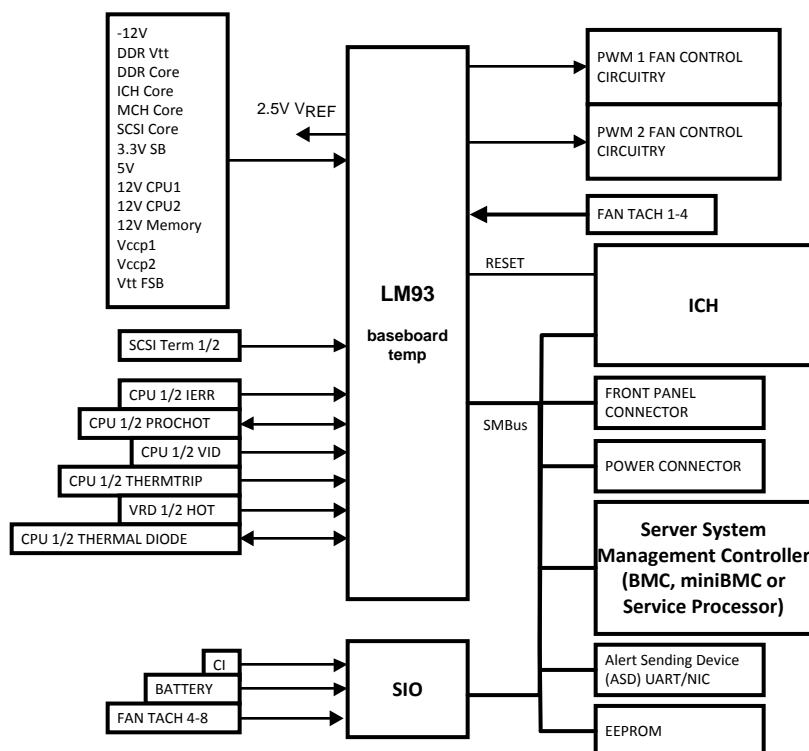 -12V
DDR Vtt
DDR Core
ICH Core
MCH Core
SCSI Core
3.3V SB
5V
12V CPU1
12V CPU2
12V Memory
Vccp1
Vccp2
Vtt FSB
2.5V VREF
SCSI Term 1/2
CPU 1/2 IERR
CPU 1/2 PROCHOT
CPU 1/2 VID
CPU 1/2 THERMTRIP
VRD 1/2 HOT
CPU 1/2 THERMAL DIODE
LM93
baseboard
temp
CI
BATTERY
FAN TACH 4-8
SIO
PWM 1 FAN CONTROL
CIRCUITRY
PWM 2 FAN CONTROL
CIRCUITRY
FAN TACH 1-4
RESET
ICH
SMBus
FRONT PANEL
CONNECTOR
POWER CONNECTOR
Server System
Management Controller
(BMC, miniBMC or
Service Processor)
Alert Sending Device
(ASD) UART/NIC
EEPROM